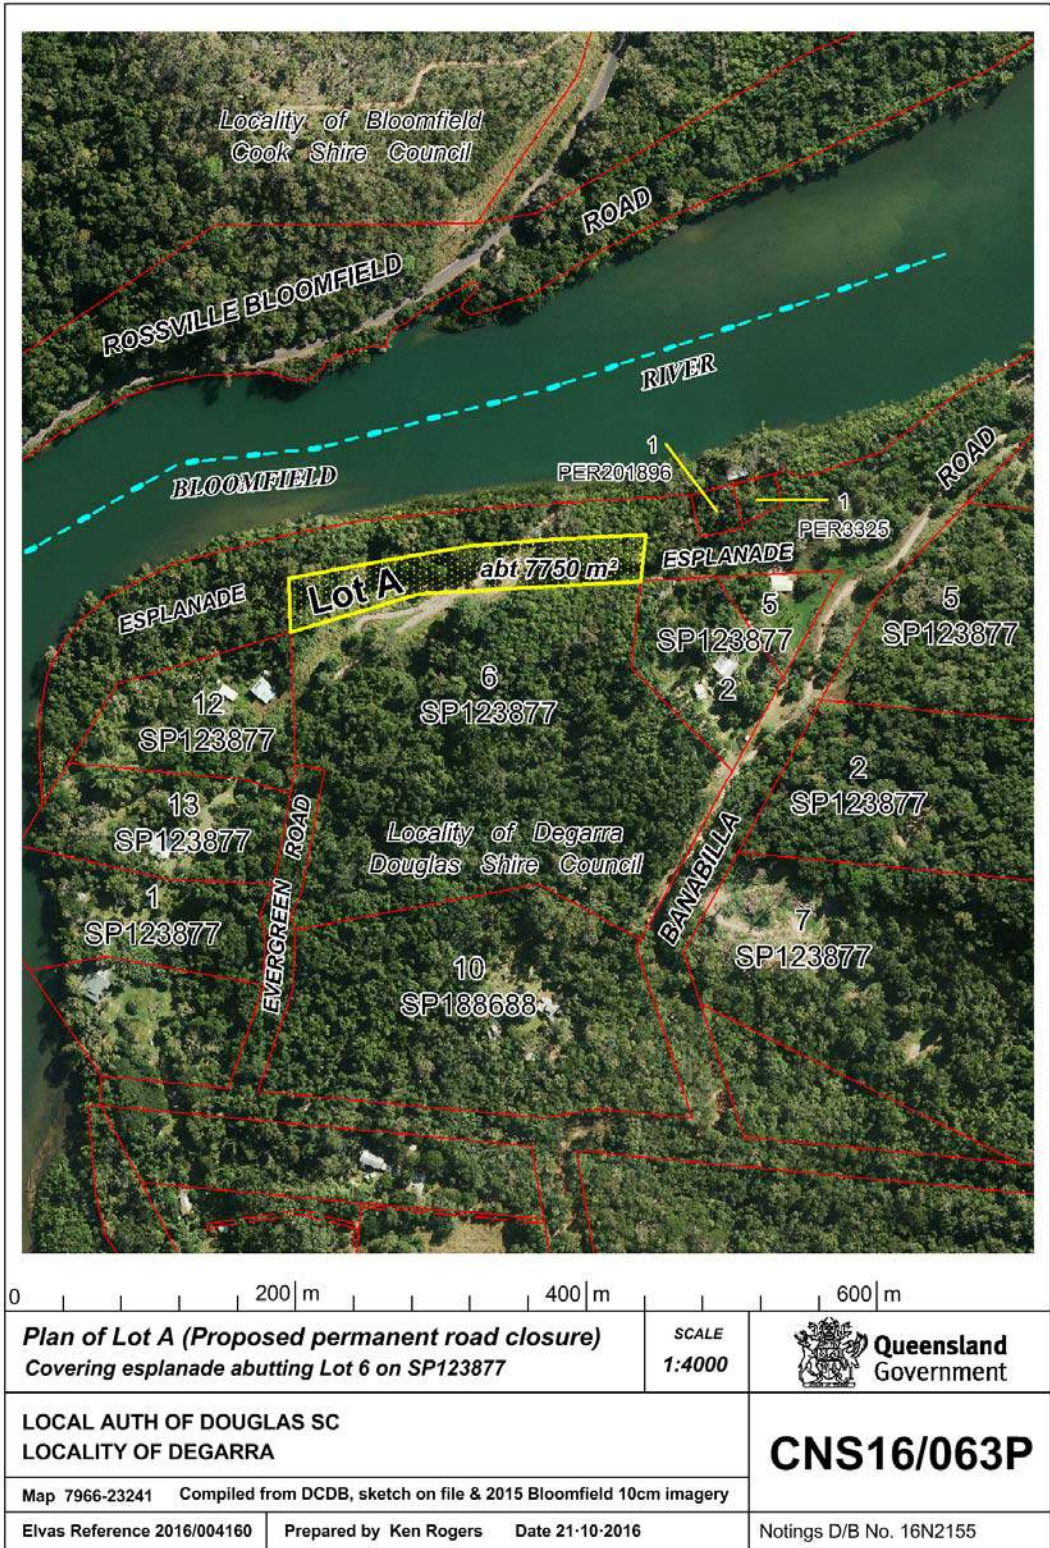 Locality of Bloomfield
Cook Shire Council
ROAD
ROSSVILLE BLOOMFIELD
RIVER
BLOOMFIELD
1
PER201896
ROAD
1
PER3325
ESPLANADE
abt 7750 m²
Lot A
ESPLANADE
5
SP123877
5
SP123877
6
SP123877
2
12
SP123877
2
SP123877
13
SP123877
EVERGREEN ROAD
Locality of Degarra
Douglas Shire Council
BANABILLA
1
SP123877
7
SP123877
10
SP188688
0 200 m 400 m 600 m
Plan of Lot A (Proposed permanent road closure)
Covering esplanade abutting Lot 6 on SP123877
SCALE
1:4000
Queensland
Government
LOCAL AUTH OF DOUGLAS SC
LOCALITY OF DEGARRA
CNS16/063P
Map 7966-23241 Compiled from DCDB, sketch on file & 2015 Bloomfield 10cm imagery
Elvas Reference 2016/004160 Prepared by Ken Rogers Date 21·10·2016 Notings D/B No. 16N2155